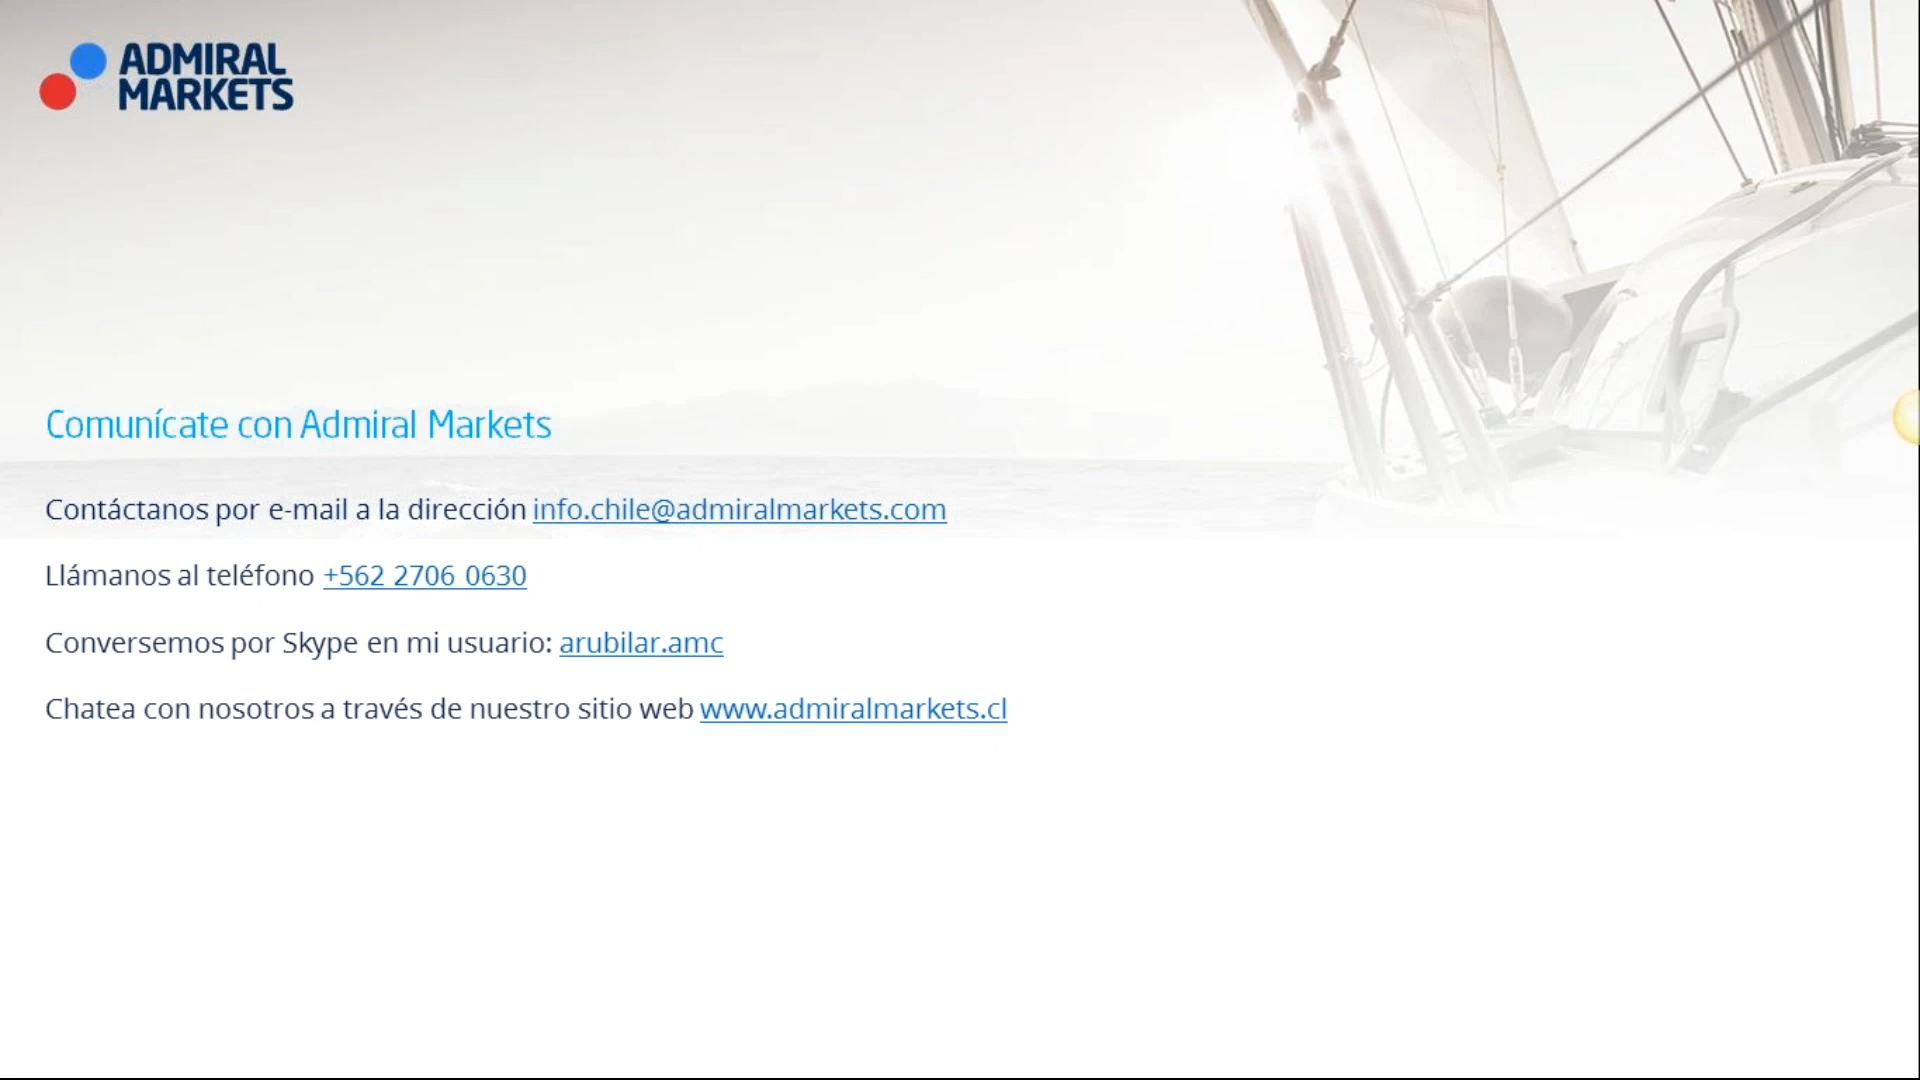 ADMIRAL
MARKETS
Comunícate con Admiral Markets
Contáctanos por e-mail a la dirección info.chile@admiralmarkets.com
Llámanos al teléfono +562 2706 0630
Conversemos por Skype en mi usuario: arubilar.amc
Chatea con nosotros a través de nuestro sitio web www.admiralmarkets.cl